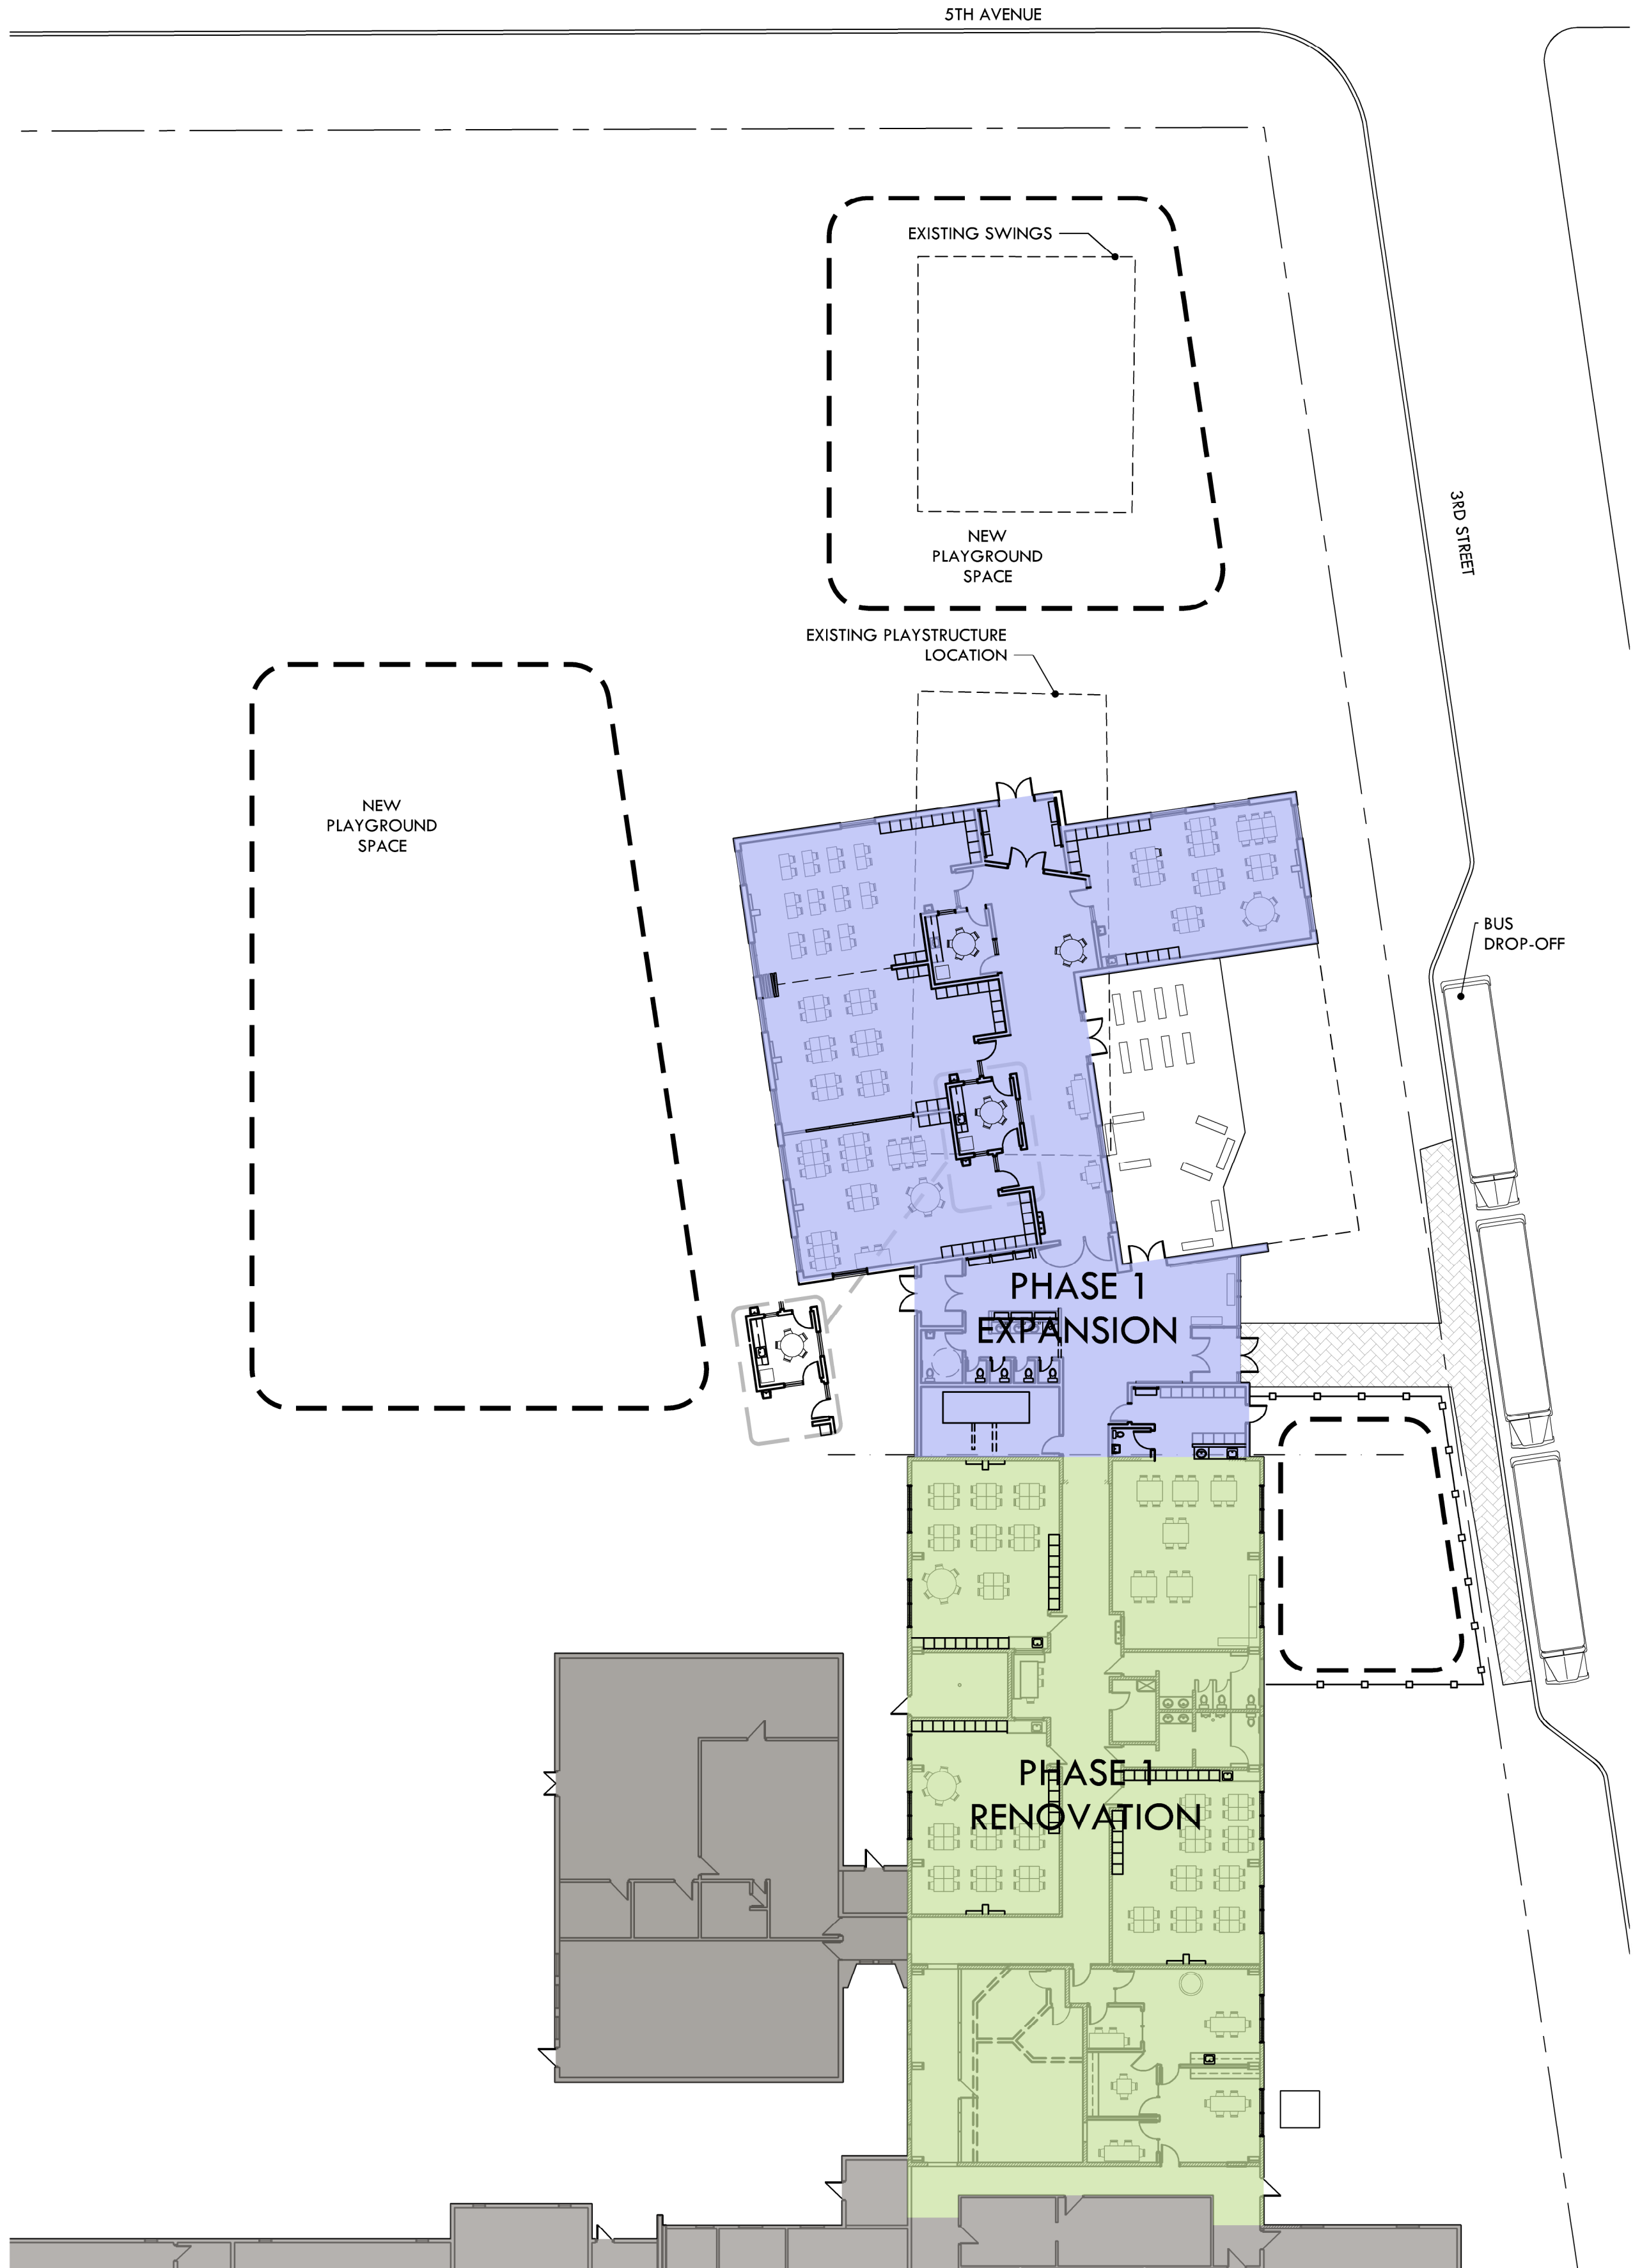 5TH AVENUE
EXISTING SWINGS
3RD STREET
NEW
PLAYGROUND
SPACE
EXISTING PLAYSTRUCTURE
LOCATION
NEW
PLAYGROUND
SPACE
BUS
DROP-OFF
PHASE 1
EXPANSION
PHASE 1
RENOVATION